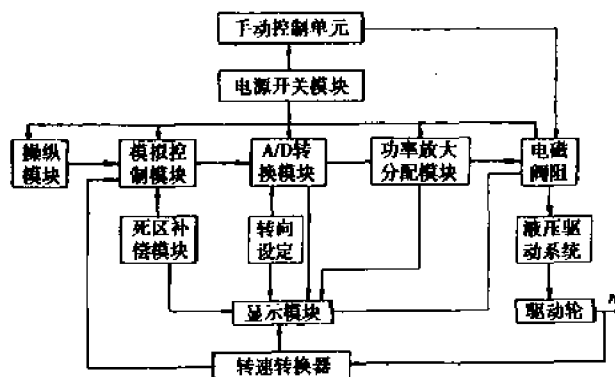 手动控制单元
电源开关模块
操纵
模块
模拟控
制模块
A/D转
换模块
功率放大
分配模块
电磁
阀阻
死区补
偿模块
转向
设定
液压驱
动系统
显示模块
驱动轮
n
转速转换器